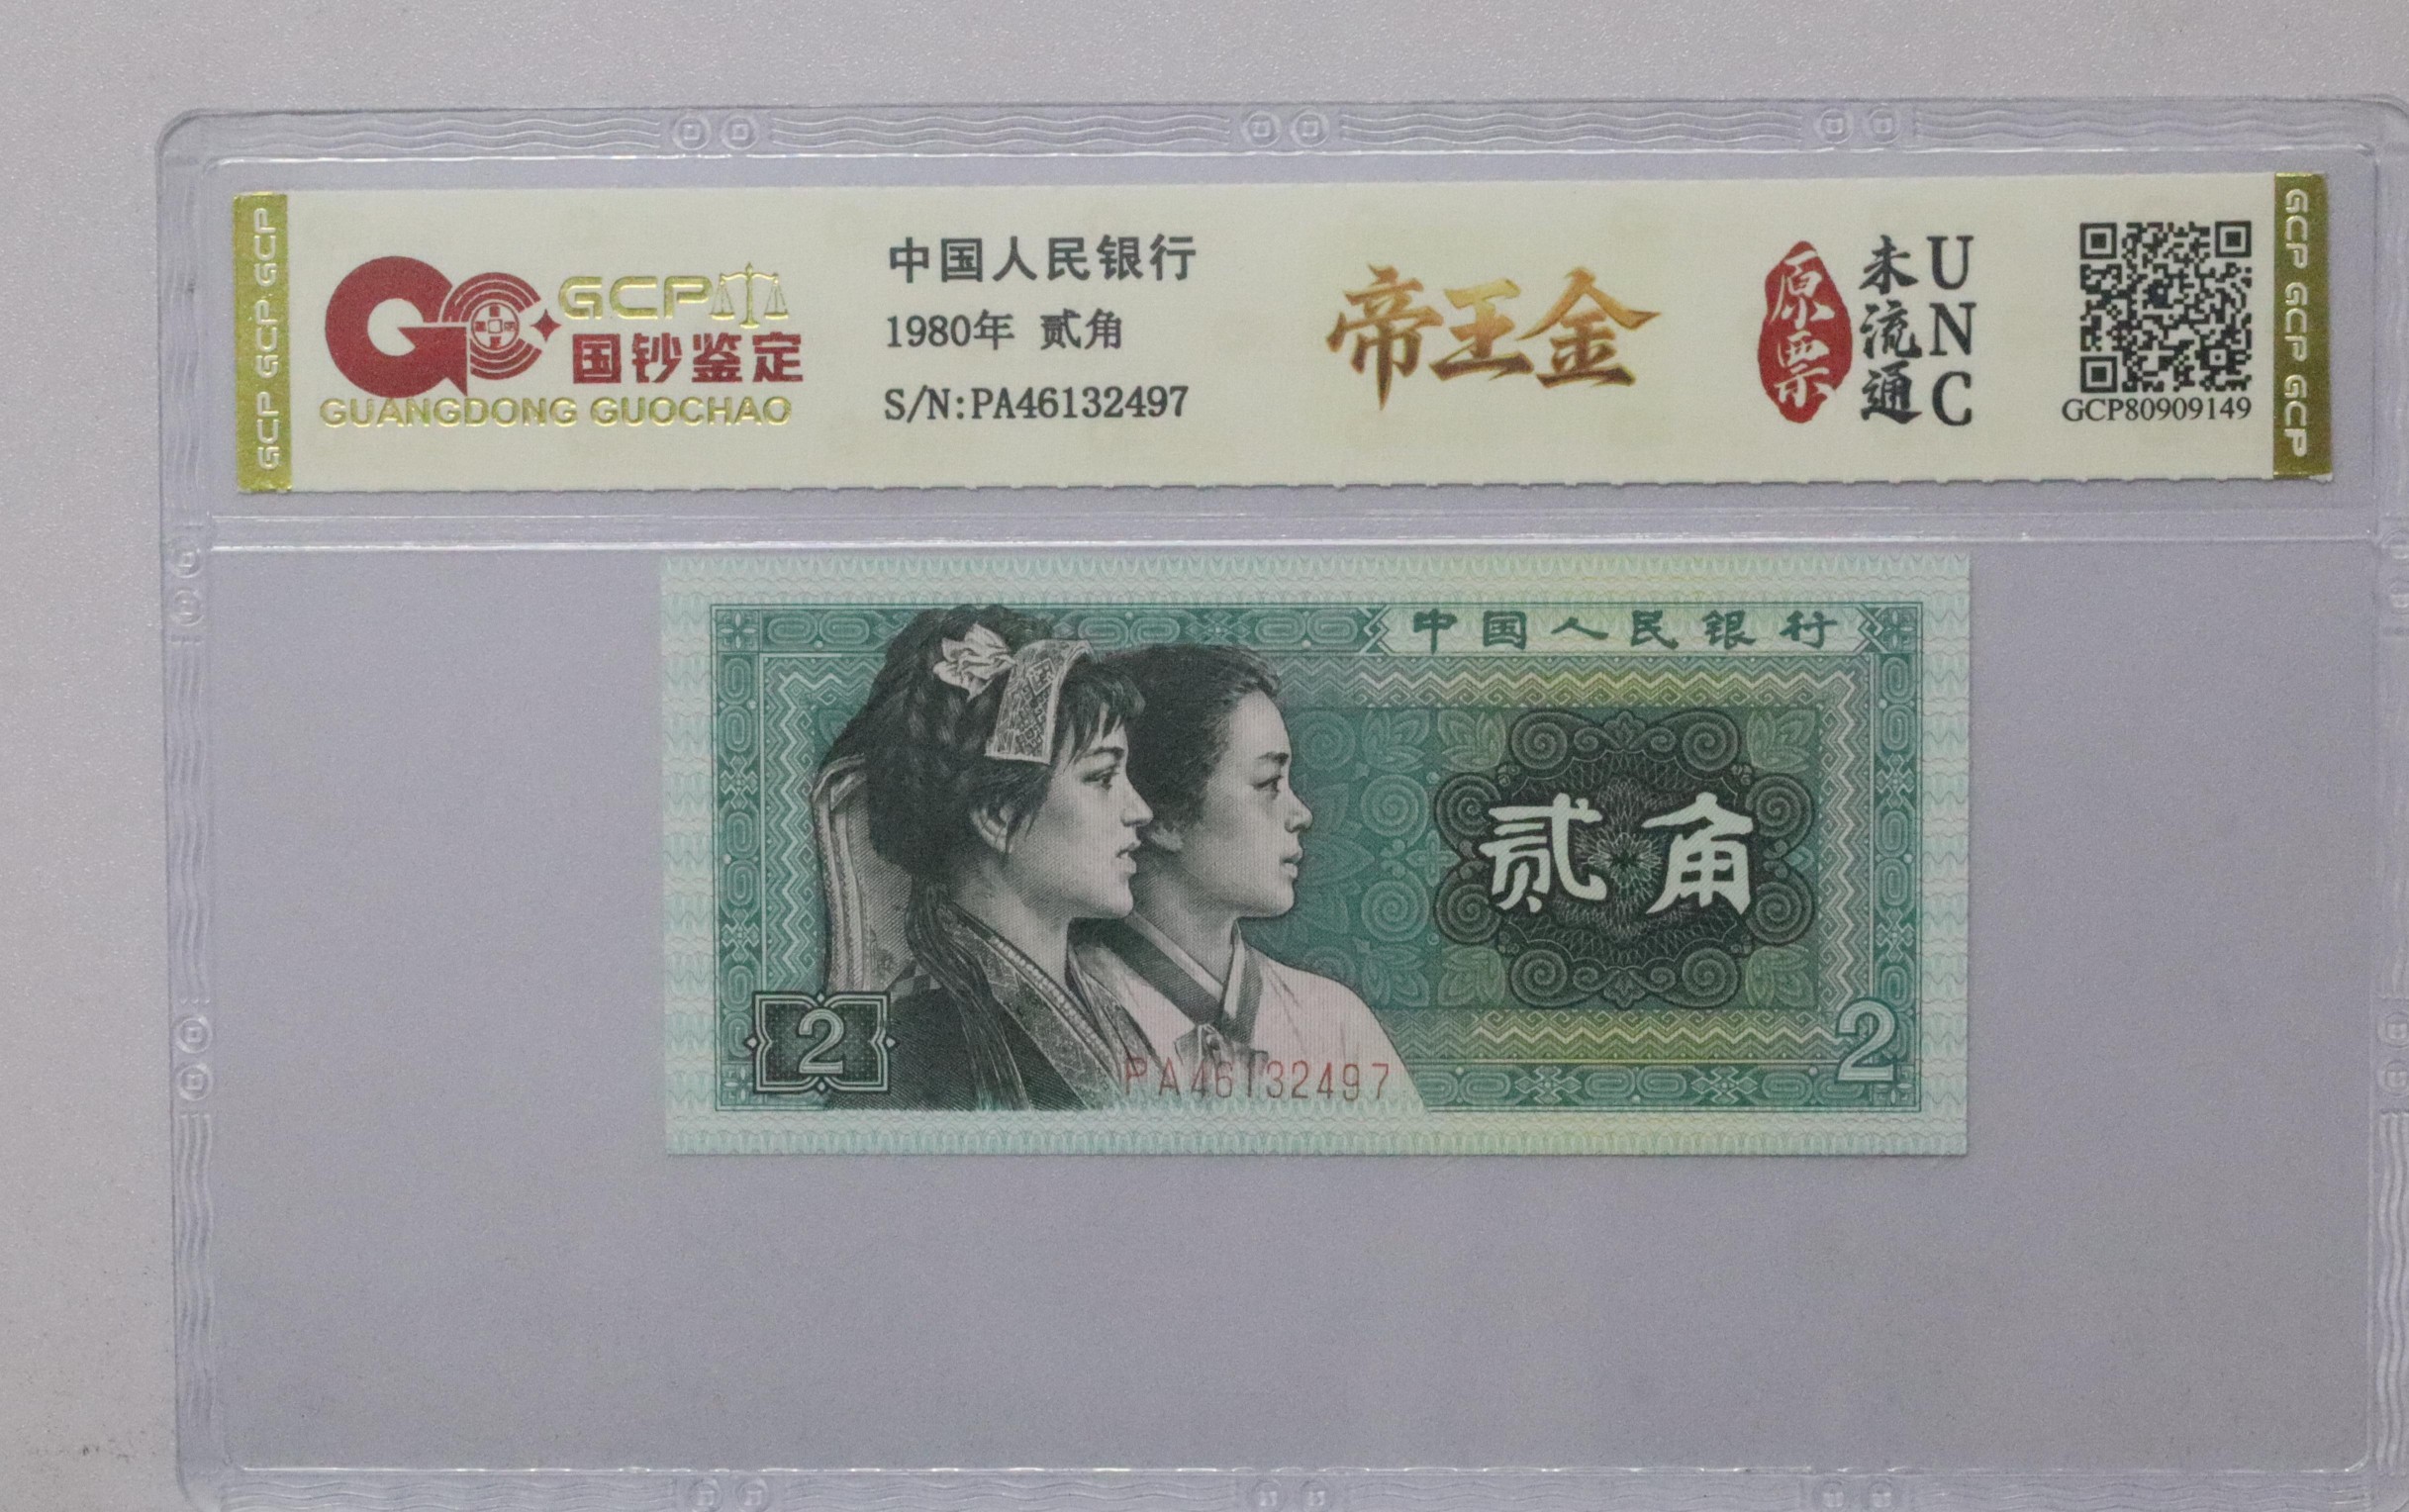 GCP GCP GCP
GCP
国钞鉴定
GUANGDONG GUOCHAO
中国人民银行
1980年 贰角
S/N:PA46132497
帝王金
原票
未流通
UNC
GCP80909149
GCP GCP GCP
中国人民银行
贰角
2
2
PA46132497